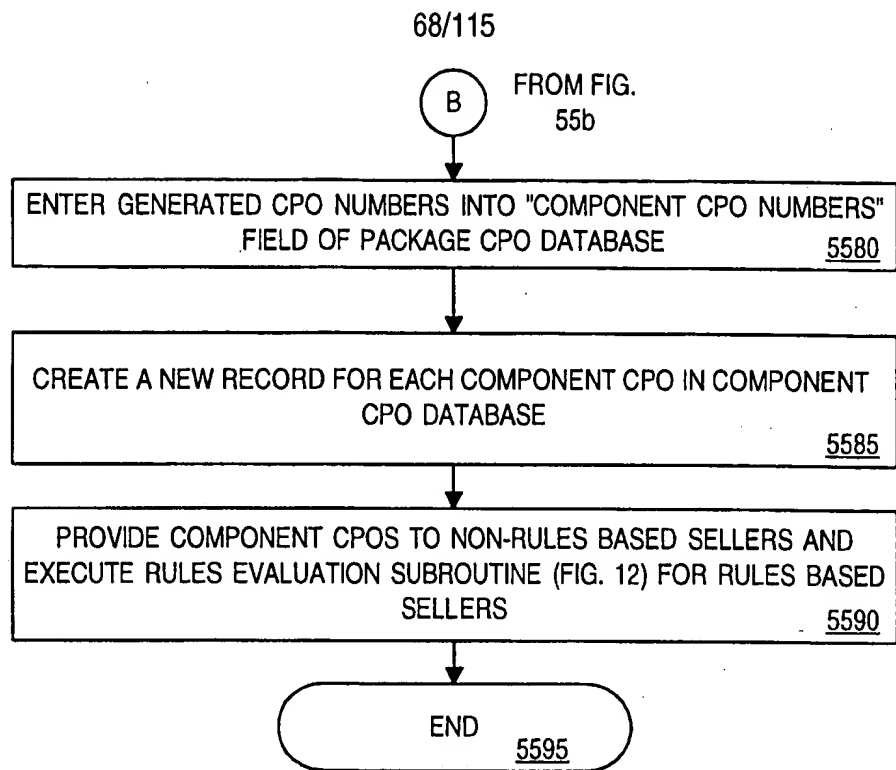 68/115
B
FROM FIG.
55b
ENTER GENERATED CPO NUMBERS INTO "COMPONENT CPO NUMBERS"
FIELD OF PACKAGE CPO DATABASE
5580
CREATE A NEW RECORD FOR EACH COMPONENT CPO IN COMPONENT
CPO DATABASE
5585
PROVIDE COMPONENT CPOS TO NON-RULES BASED SELLERS AND
EXECUTE RULES EVALUATION SUBROUTINE (FIG. 12) FOR RULES BASED
SELLERS
5590
END
5595